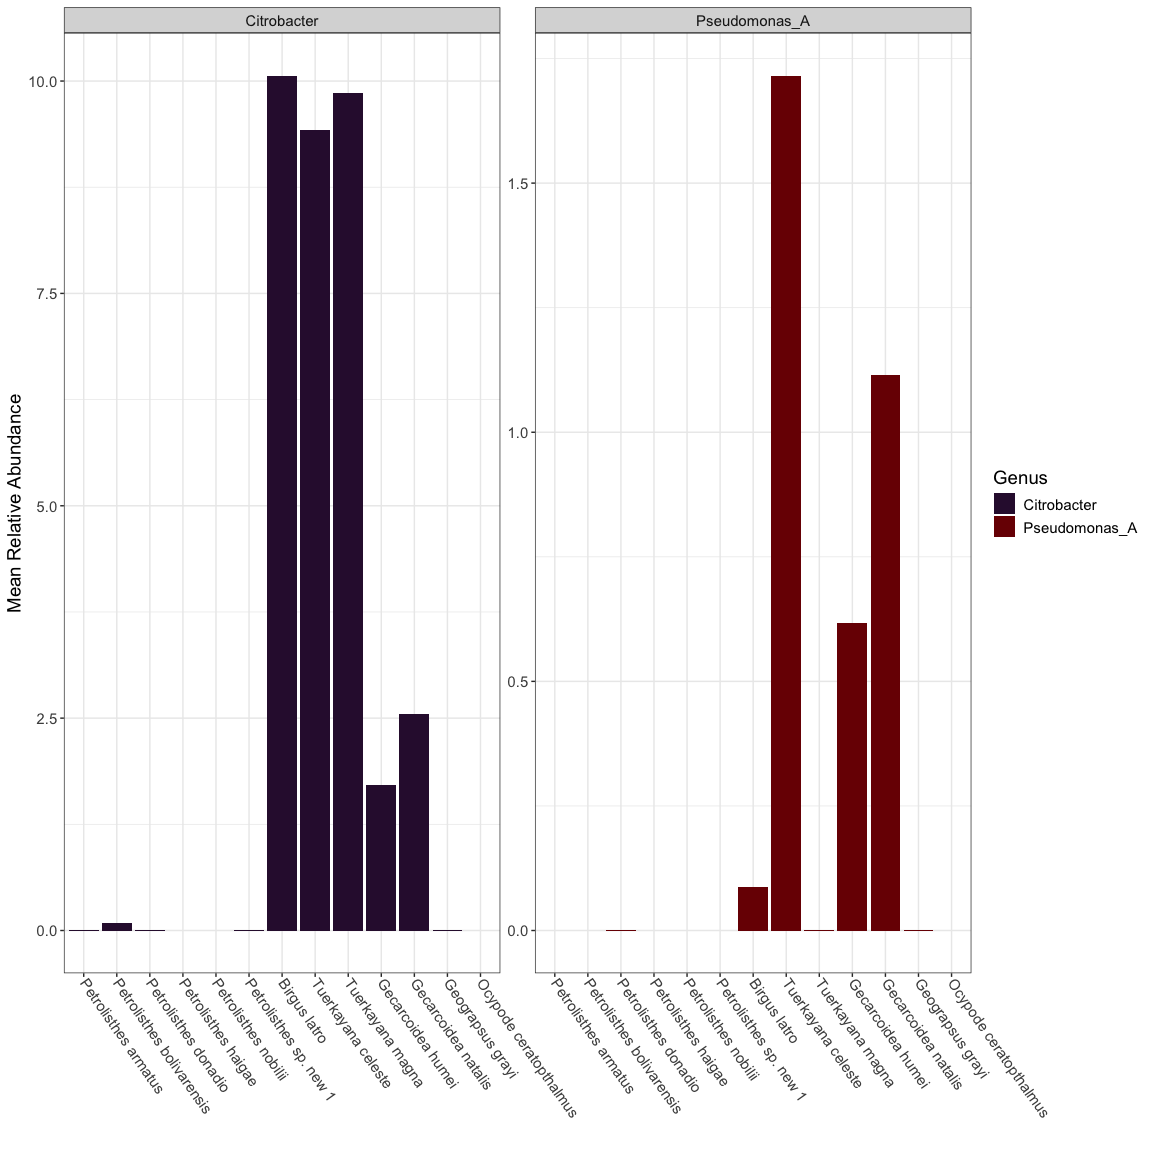 Citrobacter
Pseudomonas_A
Mean Relative Abundance
10.0
7.5
5.0
2.5
0.0
1.5
1.0
0.5
0.0
Petrolisthes armatus
Petrolisthes bolivarensis
Petrolisthes donadio
Petrolisthes haigae
Petrolisthes nobilii
Petrolisthes sp. new 1
Birgus latro
Tuerkayana celeste
Tuerkayana magna
Gecarcoidea humei
Gecarcoidea natalis
Geograpsus grayi
Ocypode ceratopthalmus
Petrolisthes armatus
Petrolisthes bolivarensis
Petrolisthes donadio
Petrolisthes haigae
Petrolisthes nobilii
Petrolisthes sp. new 1
Birgus latro
Tuerkayana celeste
Tuerkayana magna
Gecarcoidea humei
Gecarcoidea natalis
Geograpsus grayi
Ocypode ceratopthalmus
Genus
Citrobacter
Pseudomonas_A